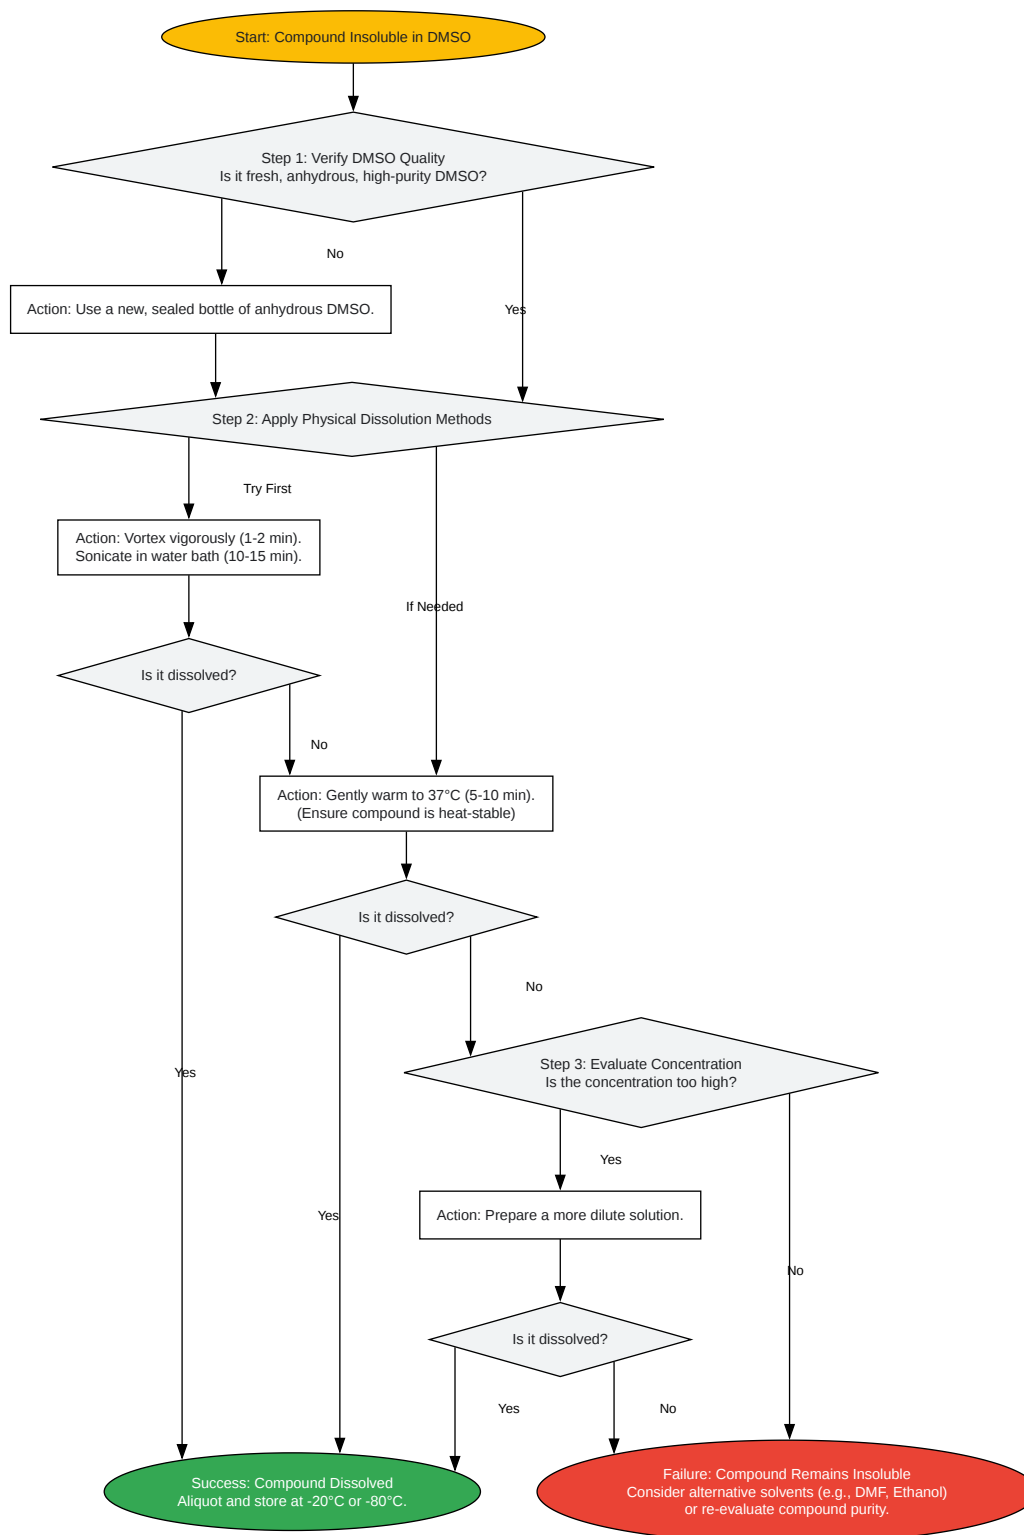 Start: Compound Insoluble in DMSO
Step 1: Verify DMSO Quality
Is it fresh, anhydrous, high-purity DMSO?
No
Action: Use a new, sealed bottle of anhydrous DMSO.
Yes
Step 2: Apply Physical Dissolution Methods
Try First
Action: Vortex vigorously (1-2 min).
Sonicate in water bath (10-15 min).
If Needed
Is it dissolved?
No
Action: Gently warm to 37°C (5-10 min).
(Ensure compound is heat-stable)
Is it dissolved?
No
Step 3: Evaluate Concentration
Is the concentration too high?
Yes
Yes
Action: Prepare a more dilute solution.
Yes
No
Is it dissolved?
Yes
No
Success: Compound Dissolved
Aliquot and store at -20°C or -80°C.
Failure: Compound Remains Insoluble
Consider alternative solvents (e.g., DMF, Ethanol)
or re-evaluate compound purity.